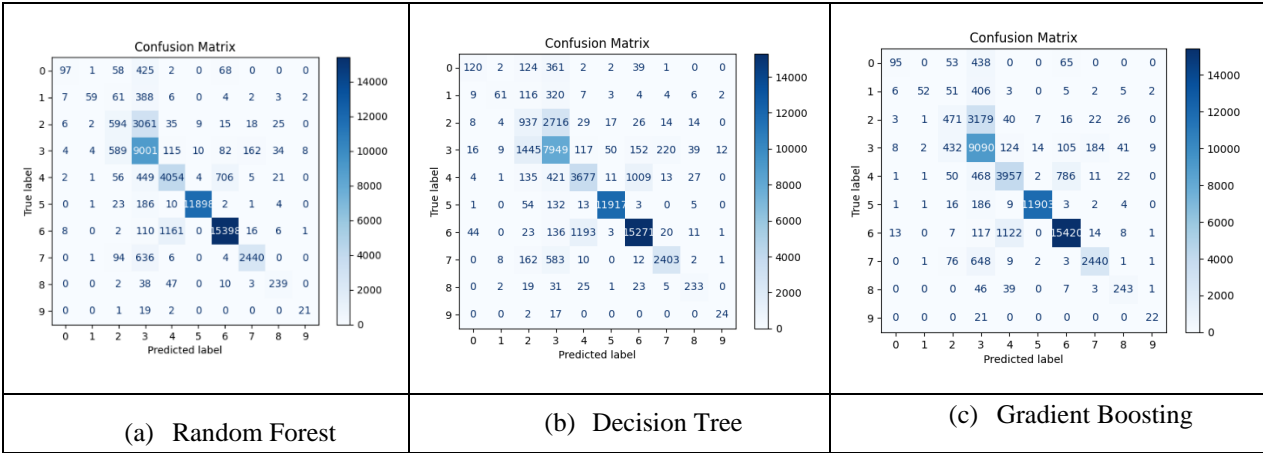 Confusion Matrix
0 97 1 58 425 2 0 68 0 0 0
1 7 59 61 388 6 0 4 2 3 2
2 6 2 594 3061 35 9 15 18 25 0
3 4 4 589 9001 115 10 82 162 34 8
4 2 1 56 449 4054 4 706 5 21 0
5 0 1 23 186 10 11898 2 1 4 0
6 8 0 2 110 1161 0 15398 16 6 1
7 0 1 94 636 6 0 4 2440 2 0
8 0 0 2 38 47 0 10 3 239 0
9 0 0 1 19 2 0 0 0 0 21
0 1 2 3 4 5 6 7 8 9
True label
Predicted label
14000
12000
10000
8000
6000
4000
2000
0
Confusion Matrix
0 120 2 124 361 2 2 39 1 0 0
1 9 61 116 320 7 3 4 4 6 2
2 8 4 937 2716 29 17 26 14 14 0
3 16 9 1445 7949 117 50 152 220 39 12
4 4 1 135 421 3677 11 1009 13 27 0
5 1 0 54 132 13 11917 3 0 5 0
6 44 0 23 136 1193 3 15271 20 11 1
7 0 8 162 583 10 0 12 2403 2 1
8 0 2 19 31 25 1 23 5 233 0
9 0 0 2 17 0 0 0 0 0 24
0 1 2 3 4 5 6 7 8 9
True label
Predicted label
14000
12000
10000
8000
6000
4000
2000
0
Confusion Matrix
0 95 0 53 438 0 0 65 0 0 0
1 6 52 51 406 3 0 5 2 5 2
2 3 1 471 3179 40 7 16 22 26 0
3 8 2 432 9090 124 14 105 184 41 9
4 1 1 50 468 3957 2 786 11 22 0
5 1 1 16 186 9 11903 3 2 4 0
6 13 0 7 117 1122 0 15420 14 8 1
7 0 1 76 648 9 2 3 2440 1 1
8 0 0 0 46 39 0 7 3 243 1
9 0 0 0 21 0 0 0 0 0 22
0 1 2 3 4 5 6 7 8 9
True label
Predicted label
14000
12000
10000
8000
6000
4000
2000
0
(a) Random Forest
(b) Decision Tree
(c) Gradient Boosting